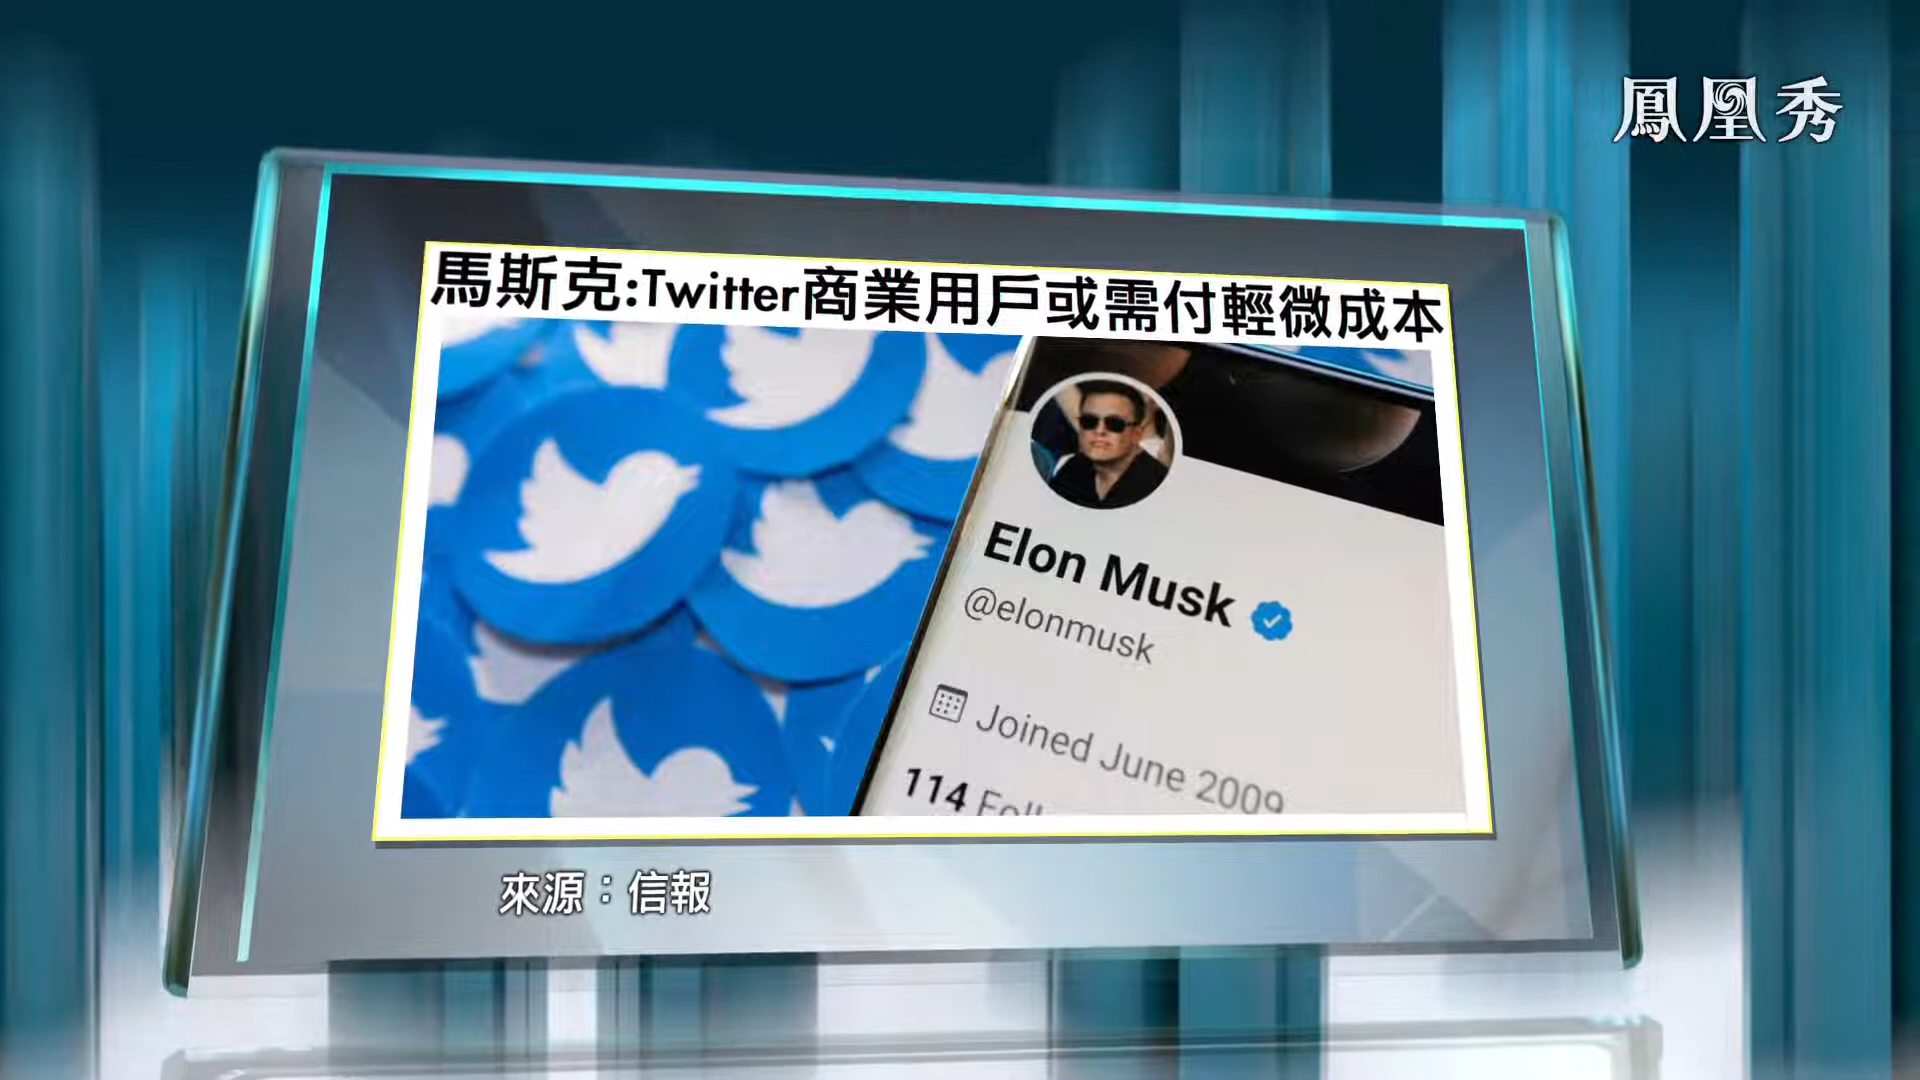 鳳凰秀
馬斯克:Twitter商業用戶或需付輕微成本
Elon Musk
@elonmusk
Joined June 2009
114
來源：信報